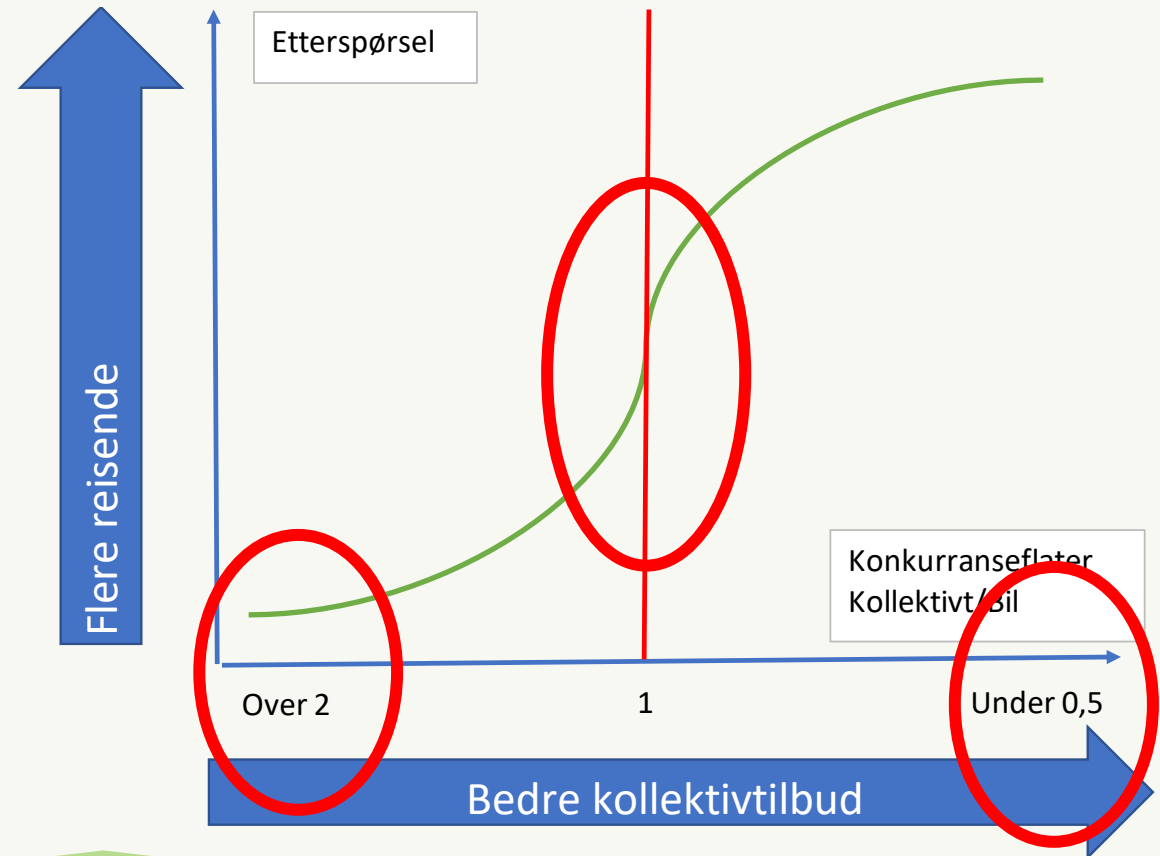 Etterspørsel
Flere reisende
Konkurranseflater
Kollektivt/Bil
Over 2
1
Under 0,5
Bedre kollektivtilbud